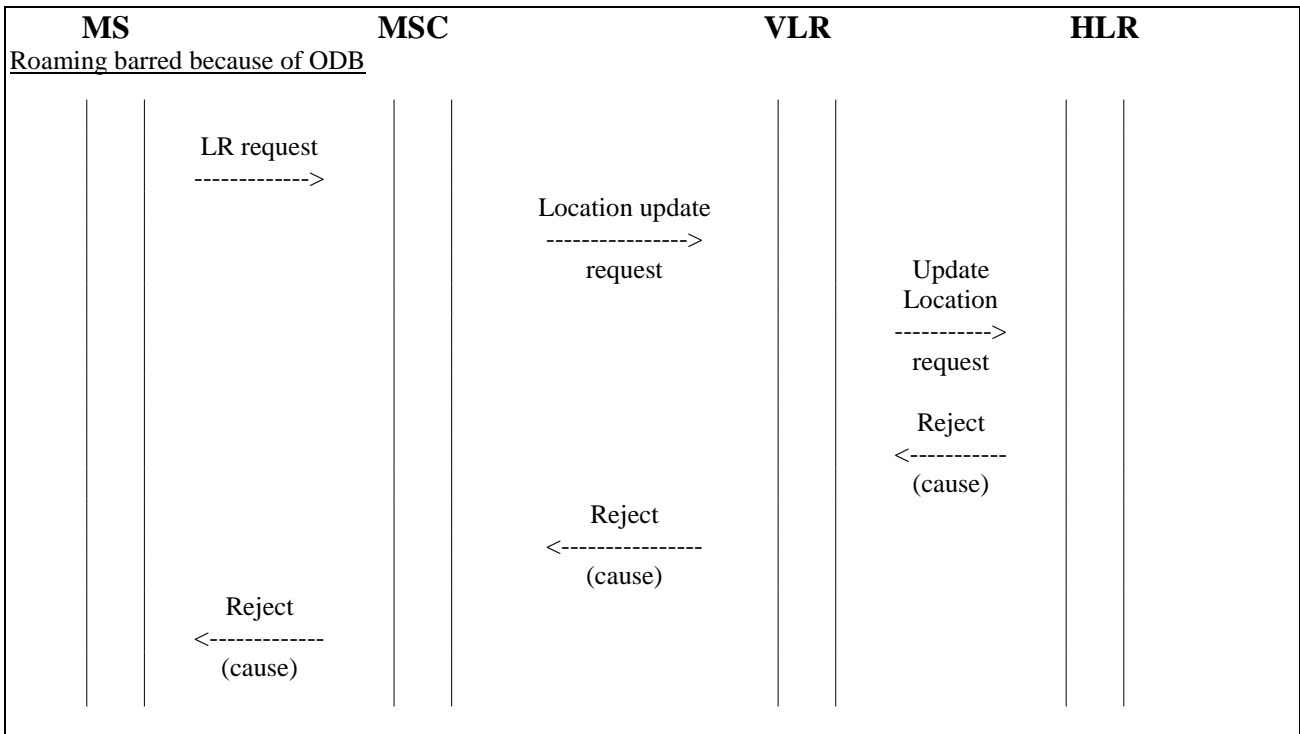 MS MSC VLR HLR
Roaming barred because of ODB
LR request
------------->
Location update
---------------->
request Update
Location
----------->
request
Reject
<-----------
(cause)
Reject
<----------------
(cause)
Reject
<-------------
(cause)